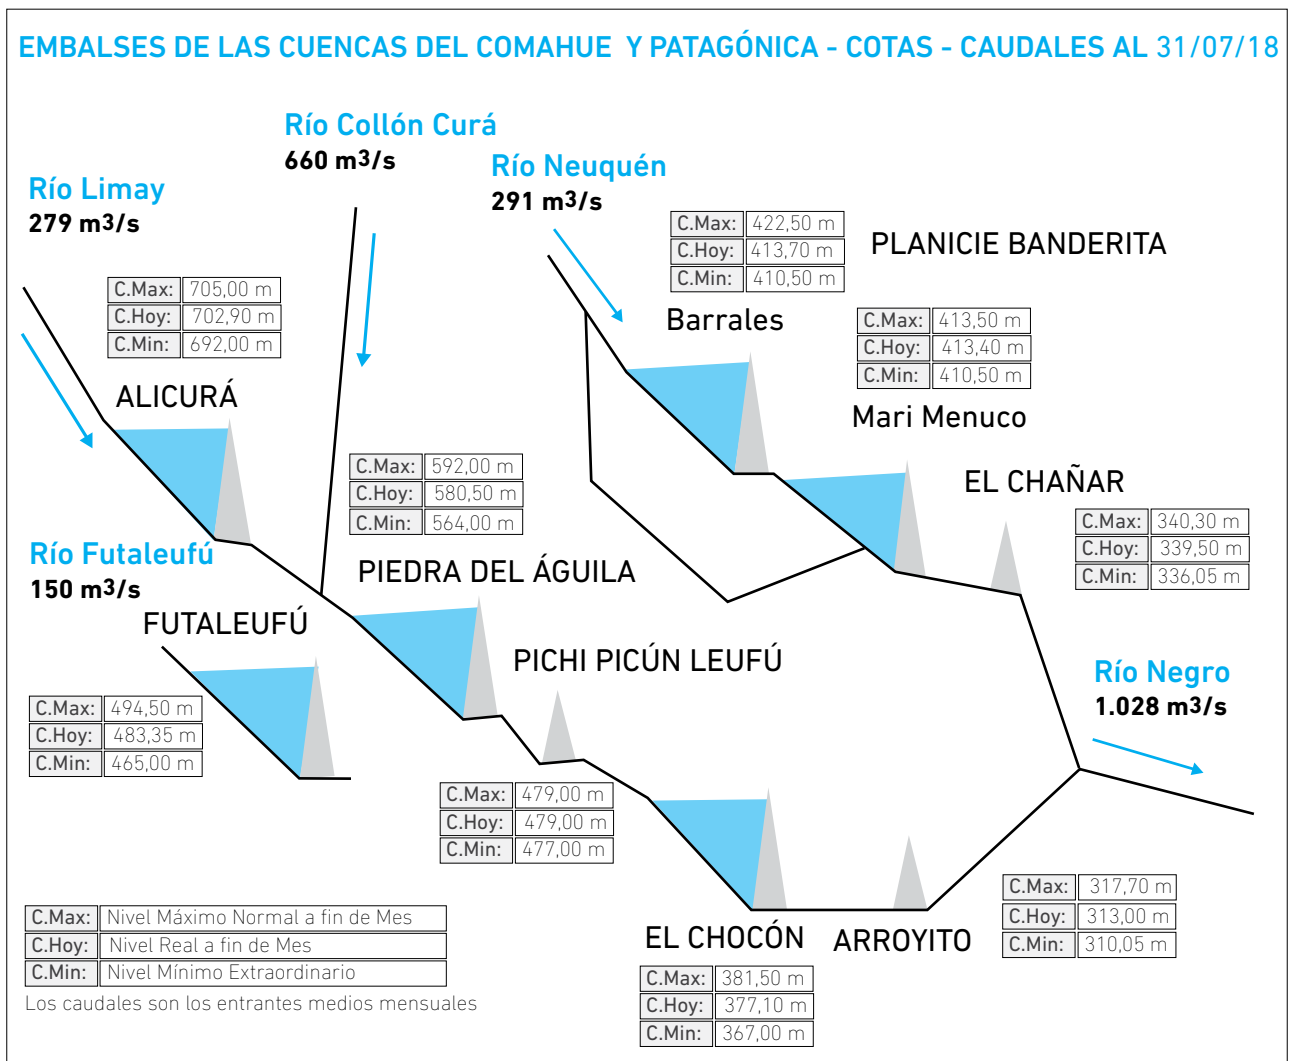 EMBALSES DE LAS CUENCAS DEL COMAHUE Y PATAGÓNICA - COTAS - CAUDALES AL 31/07/18
Río Collón Curá
660 m3/s
Río Neuquén
291 m3/s
Río Limay
279 m3/s
C.Max: 422,50 m
C.Hoy: 413,70 m
C.Min: 410,50 m
PLANICIE BANDERITA
Barrales
C.Max: 705,00 m
C.Hoy: 702,90 m
C.Min: 692,00 m
ALICURÁ
C.Max: 413,50 m
C.Hoy: 413,40 m
C.Min: 410,50 m
Mari Menuco
C.Max: 592,00 m
C.Hoy: 580,50 m
C.Min: 564,00 m
PIEDRA DEL ÁGUILA
EL CHAÑAR
C.Max: 340,30 m
C.Hoy: 339,50 m
C.Min: 336,05 m
Río Futaleufú
150 m3/s
FUTALEUFÚ
C.Max: 494,50 m
C.Hoy: 483,35 m
C.Min: 465,00 m
PICHI PICÚN LEUFÚ
C.Max: 479,00 m
C.Hoy: 479,00 m
C.Min: 477,00 m
Río Negro
1.028 m3/s
EL CHOCÓN
C.Max: 381,50 m
C.Hoy: 377,10 m
C.Min: 367,00 m
ARROYITO
C.Max: 317,70 m
C.Hoy: 313,00 m
C.Min: 310,05 m
C.Max: Nivel Máximo Normal a fin de Mes
C.Hoy: Nivel Real a fin de Mes
C.Min: Nivel Mínimo Extraordinario
Los caudales son los entrantes medios mensuales